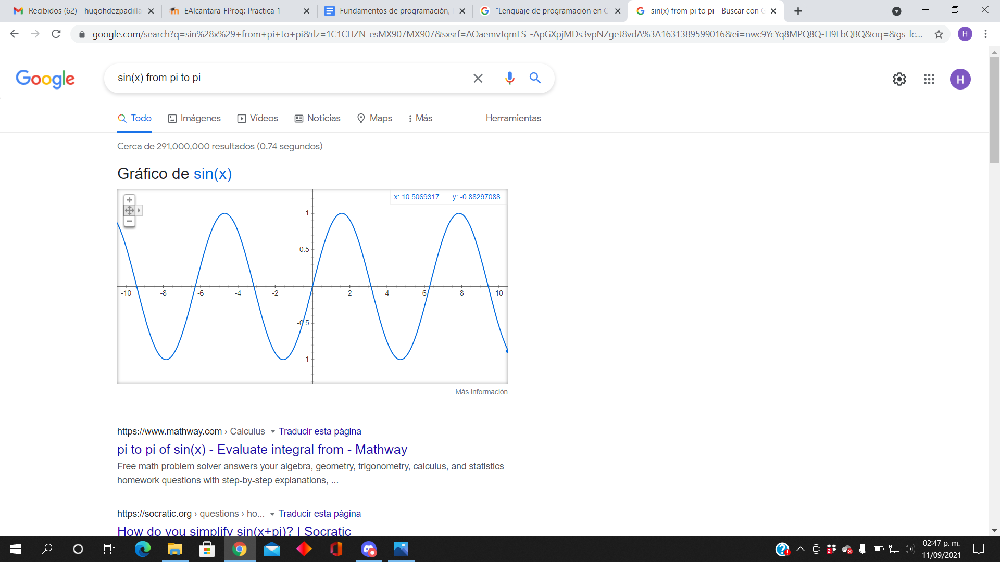 Recibidos (62) - hugohdezpadilla
EAlcantara-FProg: Practica 1
Fundamentos de programación,
"Lenguaje de programación en C
sin(x) from pi to pi - Buscar con G
google.com/search?q=sin%28x%29+from+pi+to+pi&rlz=1C1CHZN_esMX907MX907&sxsrf=AOaemvJqmLS_-ApGXpjMDs3vpNZgeJ8vdA%3A1631389599016&ei=nwc9YcYq8MPQ8Q-H9LbQBQ&oq=&gs_lc...
H
Google
sin(x) from pi to pi
H
Todo
Imágenes
Vídeos
Noticias
Maps
Más
Herramientas
Cerca de 291,000,000 resultados (0.74 segundos)
Gráfico de sin(x)
x: 10.5069317
y: -0.88297088
1
0.5
-10 -8 -6 -4 -2 2 4 6 8 10
-0.5
-1
Más información
https://www.mathway.com › Calculus Traducir esta página
pi to pi of sin(x) - Evaluate integral from - Mathway
Free math problem solver answers your algebra, geometry, trigonometry, calculus, and statistics
homework questions with step-by-step explanations, ...
https://socratic.org › questions › ho... Traducir esta página
How do you simplify sin(x+pi)? | Socratic
2
02:47 p. m.
11/09/2021